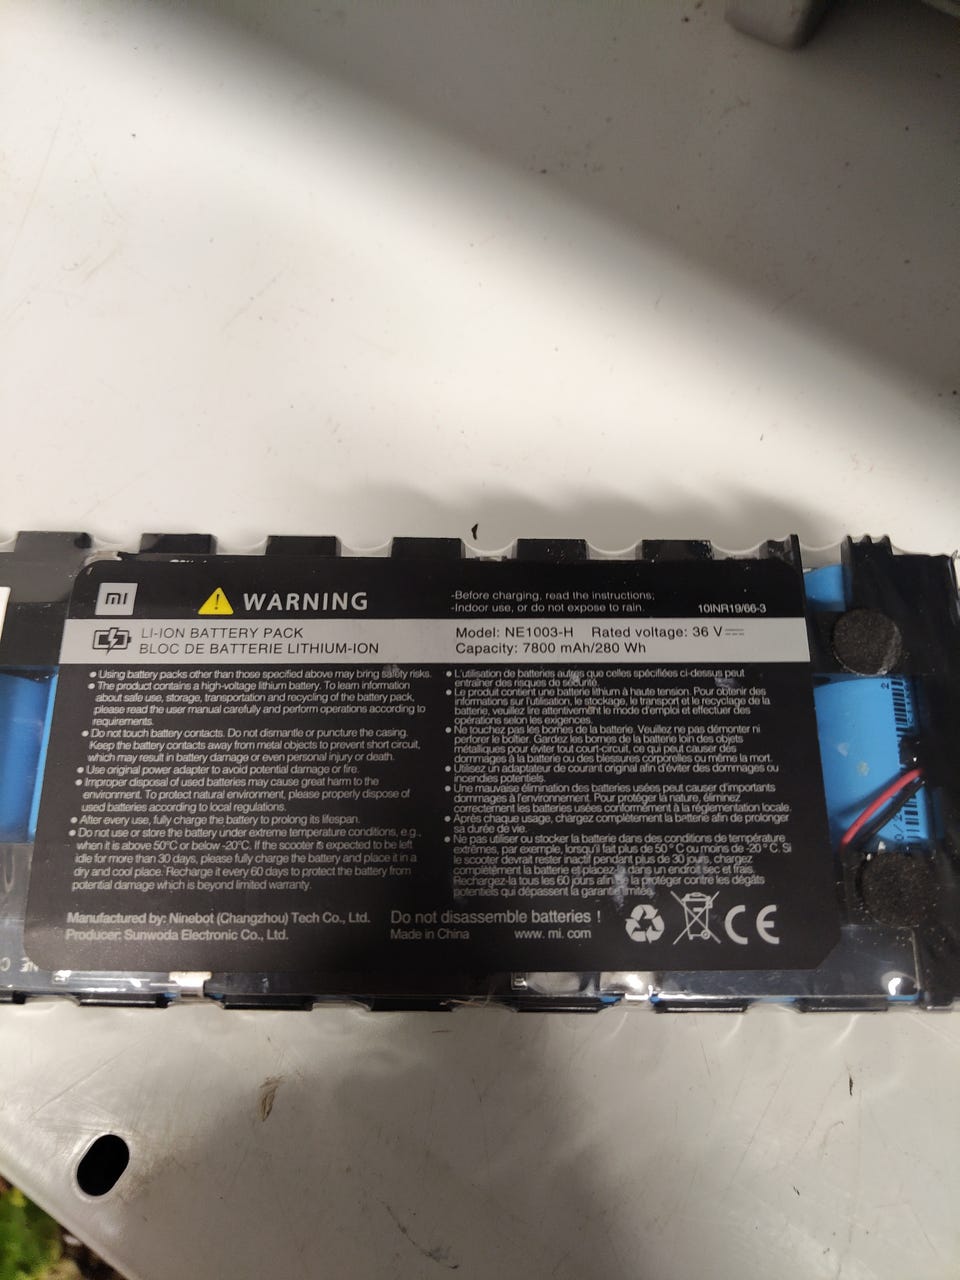 mi
WARNING
-Before charging, read the instructions;
-Indoor use, or do not expose to rain.
10INR19/66-3
LI-ION BATTERY PACK
BLOC DE BATTERIE LITHIUM-ION
Model: NE1003-H Rated voltage: 36 V
Capacity: 7800 mAh/280 Wh
● Using battery packs other than those specified above may bring safety risks.
● The product contains a high-voltage lithium battery. To learn information
about safe use, storage, transportation and recycling of the battery pack,
please read the user manual carefully and perform operations according to
requirements.
● Do not touch battery contacts. Do not dismantle or puncture the casing.
Keep the battery contacts away from metal objects to prevent short circuit,
which may result in battery damage or even personal injury or death.
● Use original power adapter to avoid potential damage or fire.
● Improper disposal of used batteries may cause great harm to the
environment. To protect natural environment, please properly dispose of
used batteries according to local regulations.
● After every use, fully charge the battery to prolong its lifespan.
● Do not use or store the battery under extreme temperature conditions, e.g.,
when it is above 50°C or below -20°C. If the scooter is expected to be left
idle for more than 30 days, please fully charge the battery and place it in a
dry and cool place. Recharge it every 60 days to protect the battery from
potential damage which is beyond limited warranty.
● L'utilisation de batteries autres que celles spécifiées ci-dessus peut
entraîner des risques de sécurité.
● Le produit contient une batterie lithium à haute tension. Pour obtenir des
informations sur l'utilisation, le stockage, le transport et le recyclage de la
batterie, veuillez lire attentivement le mode d'emploi et effectuer des
opérations selon les exigences.
● Ne touchez pas les bornes de la batterie. Veuillez ne pas démonter ni
perforer le boîtier. Gardez les bornes de la batterie loin des objets
métalliques pour éviter tout court-circuit, ce qui peut causer des
dommages à la batterie ou des blessures corporelles ou même la mort.
● Utilisez un adaptateur de courant original afin d'éviter des dommages ou
incendies potentiels.
● Une mauvaise élimination des batteries usées peut causer d'importants
dommages à l'environnement. Pour protéger la nature, éliminez
correctement les batteries usées conformément à la réglementation locale.
● Après chaque usage, chargez complètement la batterie afin de prolonger
sa durée de vie.
● Ne pas utiliser ou stocker la batterie dans des conditions de température
extrêmes, par exemple, lorsqu'il fait plus de 50 ° C ou moins de -20 ° C. Si
le scooter devrait rester inactif pendant plus de 30 jours, chargez
complètement la batterie et placez-la dans un endroit sec et frais.
Rechargez-la tous les 60 jours afin de la protéger contre les dégâts
potentiels qui dépassent la garantie limitée.
Manufactured by: Ninebot (Changzhou) Tech Co., Ltd.
Producer: Sunwoda Electronic Co., Ltd.
Do not disassemble batteries !
Made in China www. mi. com
CE